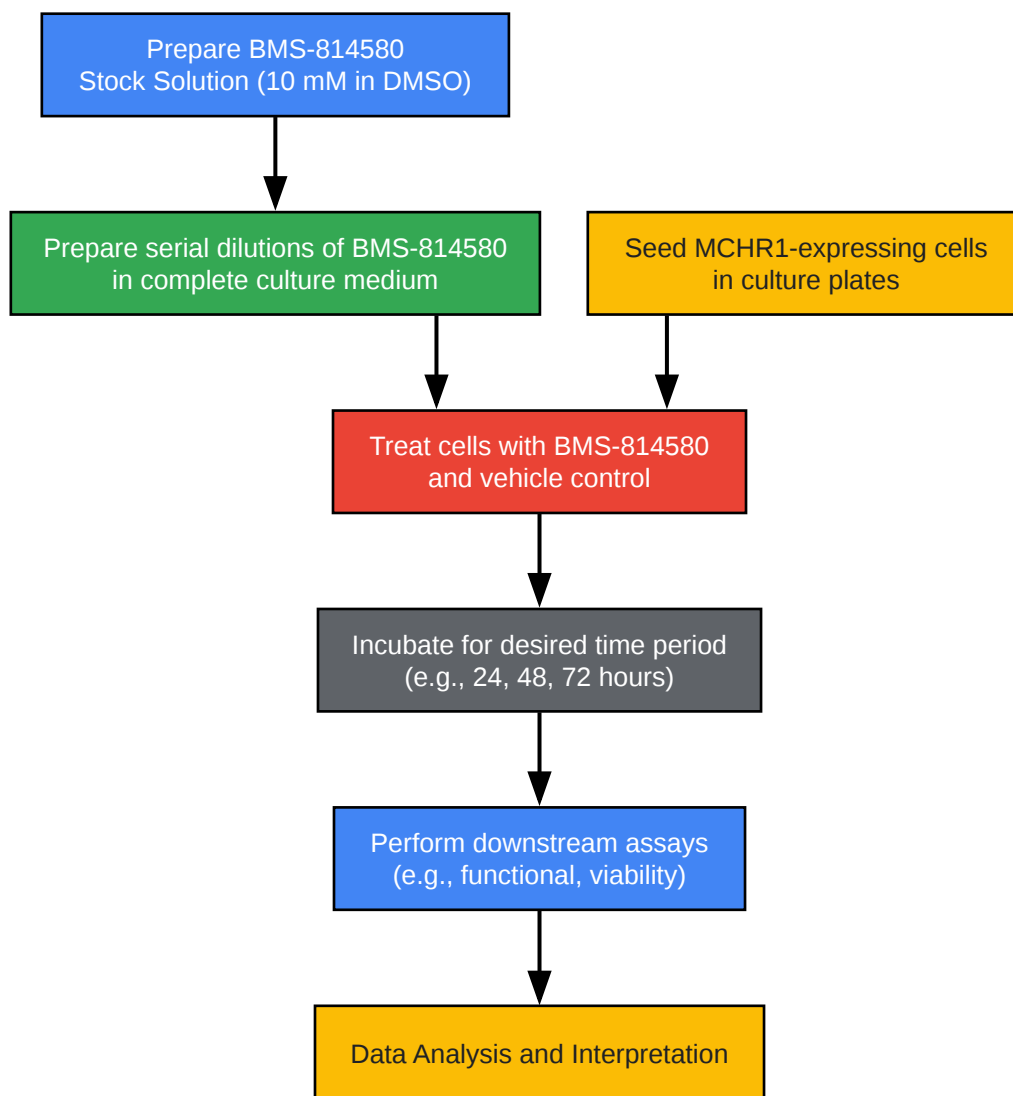 Prepare BMS-814580
Stock Solution (10 mM in DMSO)
Prepare serial dilutions of BMS-814580
in complete culture medium
Seed MCHR1-expressing cells
in culture plates
Treat cells with BMS-814580
and vehicle control
Incubate for desired time period
(e.g., 24, 48, 72 hours)
Perform downstream assays
(e.g., functional, viability)
Data Analysis and Interpretation